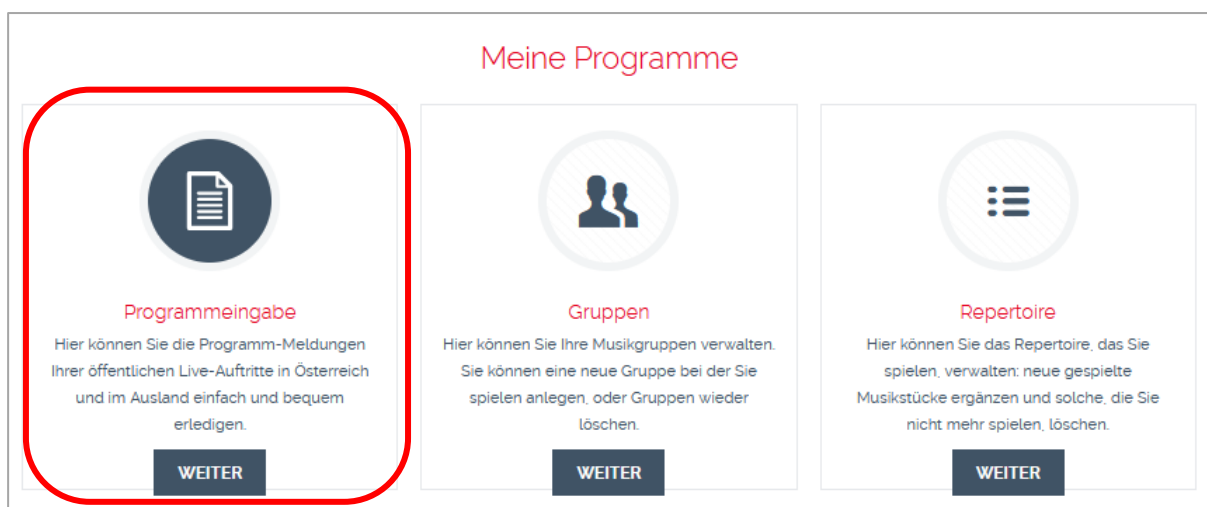 Meine Programme
Programmeingabe
Hier können Sie die Programm-Meldungen
Ihrer öffentlichen Live-Auftritte in Österreich
und im Ausland einfach und bequem
erledigen.
WEITER
Gruppen
Hier können Sie Ihre Musikgruppen verwalten.
Sie können eine neue Gruppe bei der Sie
spielen anlegen, oder Gruppen wieder
löschen.
WEITER
Repertoire
Hier können Sie das Repertoire, das Sie
spielen, verwalten: neue gespielte
Musikstücke ergänzen und solche, die Sie
nicht mehr spielen, löschen.
WEITER